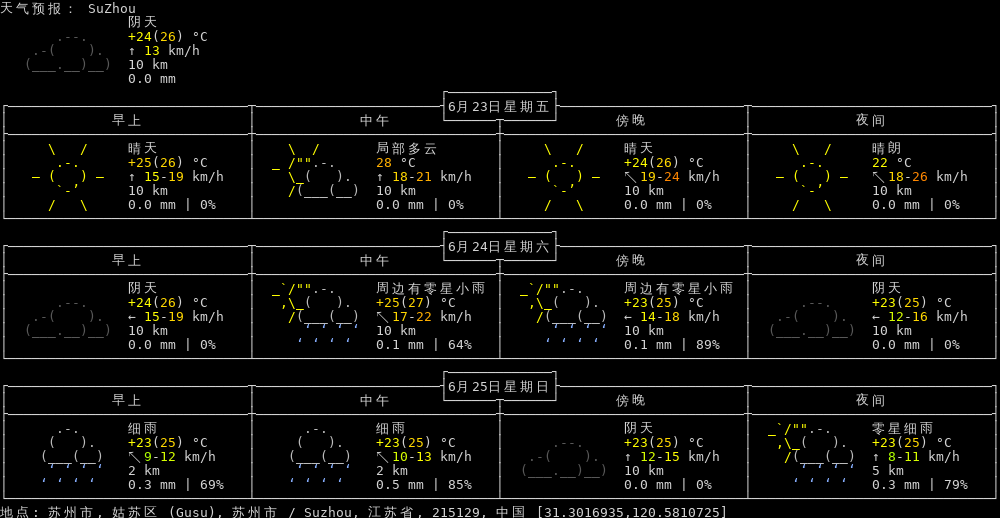 天气预报: SuZhou
阴天
+24(26) °C
↑ 13 km/h
10 km
0.0 mm
6月23日星期五
早上 中午 傍晚 夜间
晴天 局部多云 晴天 晴朗
+25(26) °C 28 °C +24(26) °C 22 °C
↑ 15-19 km/h ↑ 18-21 km/h ↖ 19-24 km/h ↖ 18-26 km/h
10 km 10 km 10 km 10 km
0.0 mm | 0% 0.0 mm | 0% 0.0 mm | 0% 0.0 mm | 0%
6月24日星期六
早上 中午 傍晚 夜间
阴天 周边有零星小雨 周边有零星小雨 阴天
+24(26) °C +25(27) °C +23(25) °C +23(25) °C
← 15-19 km/h ↖ 17-22 km/h ← 14-18 km/h ← 12-16 km/h
10 km 10 km 10 km 10 km
0.0 mm | 0% 0.1 mm | 64% 0.1 mm | 89% 0.0 mm | 0%
6月25日星期日
早上 中午 傍晚 夜间
细雨 细雨 阴天 零星细雨
+23(25) °C +23(25) °C +23(25) °C +23(25) °C
↖ 9-12 km/h ↖ 10-13 km/h ↑ 12-15 km/h ↑ 8-11 km/h
2 km 2 km 10 km 5 km
0.3 mm | 69% 0.5 mm | 85% 0.0 mm | 0% 0.3 mm | 79%
地点: 苏州市, 姑苏区 (Gusu), 苏州市 / Suzhou, 江苏省, 215129, 中国 [31.3016935,120.5810725]